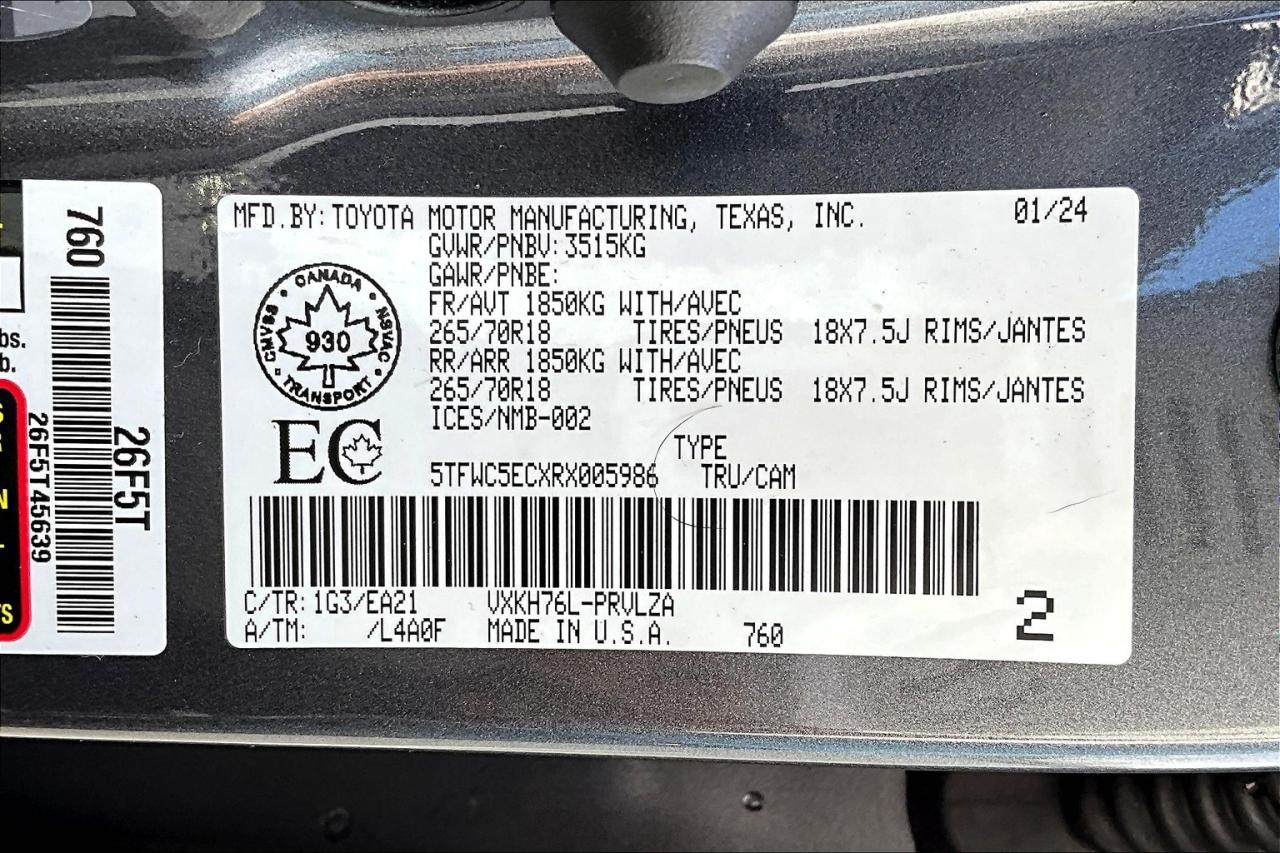 760
bs.
b.
26F5T45639
26F5T
MFD.BY: TOYOTA MOTOR MANUFACTURING, TEXAS, INC. 01/24
GVWR/PNBV: 3515KG
GAWR/PNBE:
FR/AVT 1850KG WITH/AVEC
265/70R18 TIRES/PNEUS 18X7.5J RIMS/JANTES
RR/ARR 1850KG WITH/AVEC
265/70R18 TIRES/PNEUS 18X7.5J RIMS/JANTES
ICES/NMB-002
CANADA
CMVSS
NSVAC
930
TRANSPORT
EC
TYPE
5TFWC5ECXRX005986 TRU/CAM
C/TR: 1G3/EA21 VXKH76L-PRVLZA
A/TM: /L4A0F MADE IN U.S.A. 760
2